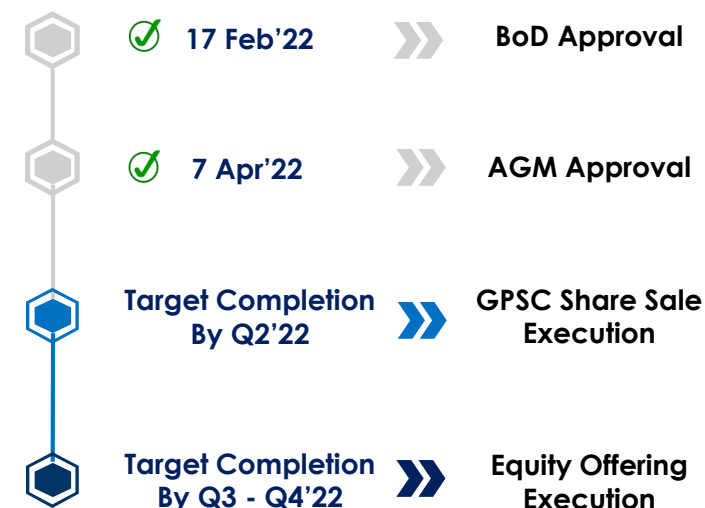 17 Feb’22
BoD Approval
7 Apr’22
AGM Approval
Target Completion
By Q2’22
GPSC Share Sale
Execution
Target Completion
By Q3 - Q4’22
Equity Offering
Execution